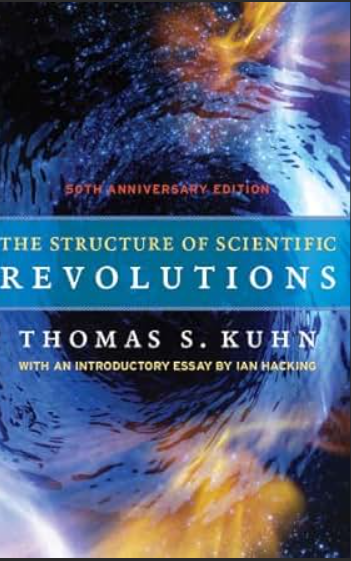 50TH ANNIVERSARY EDITION
THE STRUCTURE OF SCIENTIFIC
REVOLUTIONS
THOMAS S. KUHN
WITH AN INTRODUCTORY ESSAY BY IAN HACKING